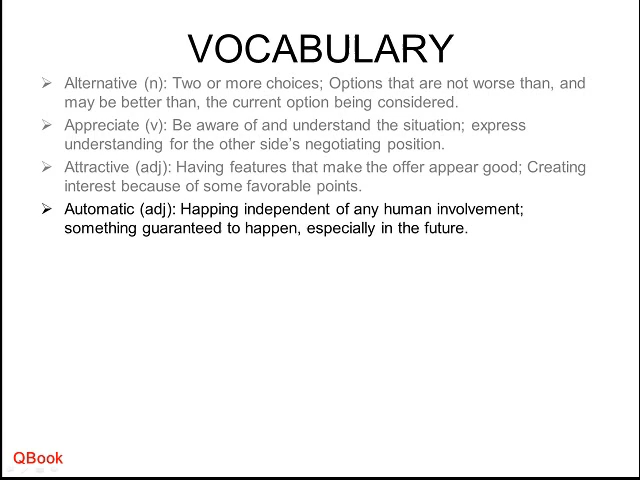 VOCABULARY
➢ Alternative (n): Two or more choices; Options that are not worse than, and
may be better than, the current option being considered.
➢ Appreciate (v): Be aware of and understand the situation; express
understanding for the other side's negotiating position.
➢ Attractive (adj): Having features that make the offer appear good; Creating
interest because of some favorable points.
➢ Automatic (adj): Happing independent of any human involvement;
something guaranteed to happen, especially in the future.
QBook